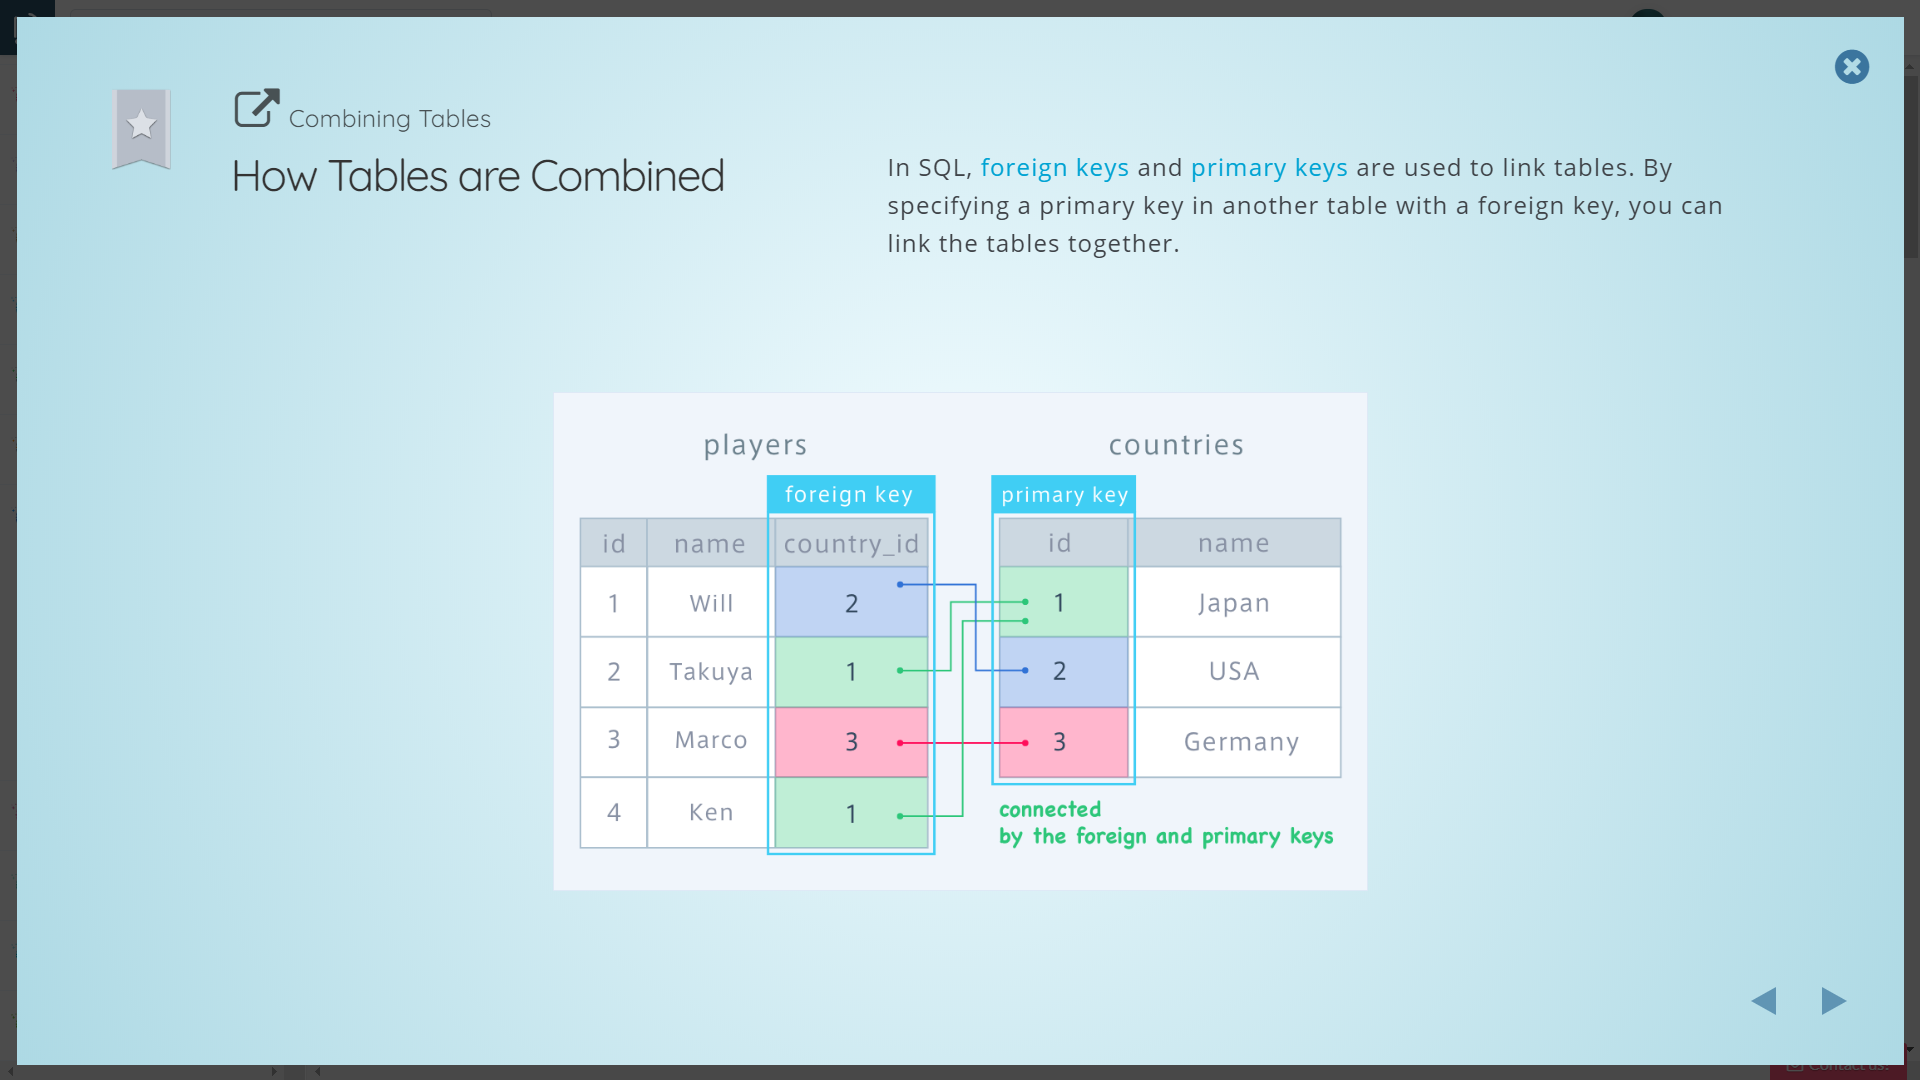 Combining Tables
How Tables are Combined
In SQL, foreign keys and primary keys are used to link tables. By
specifying a primary key in another table with a foreign key, you can
link the tables together.
players
countries
foreign key
primary key
id name country_id
id name
1 Will 2
1 Japan
2 Takuya 1
2 USA
3 Marco 3
3 Germany
4 Ken 1
connected
by the foreign and primary keys
Contact us!